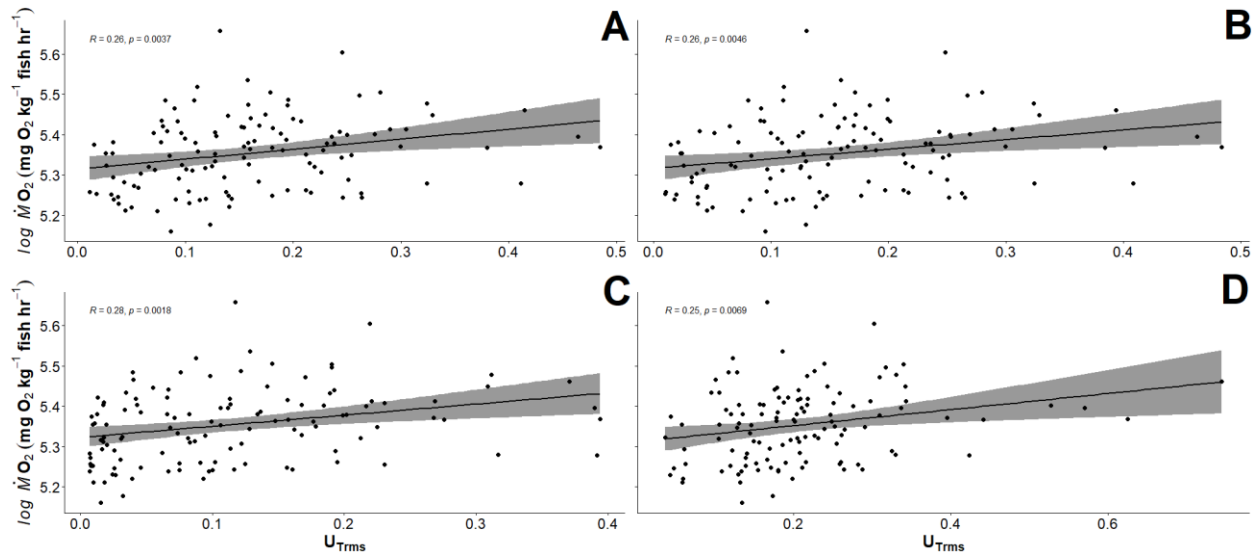 A
B
R = 0.26, p = 0.0037
R = 0.26, p = 0.0046
log ṀO₂ (mg O₂ kg⁻¹ fish hr⁻¹)
5.6
5.5
5.4
5.3
5.2
0.0 0.1 0.2 0.3 0.4 0.5
0.0 0.1 0.2 0.3 0.4 0.5
C
D
R = 0.28, p = 0.0018
R = 0.25, p = 0.0069
log ṀO₂ (mg O₂ kg⁻¹ fish hr⁻¹)
5.6
5.5
5.4
5.3
5.2
0.0 0.1 0.2 0.3 0.4
0.2 0.4 0.6
U_Trms
U_Trms